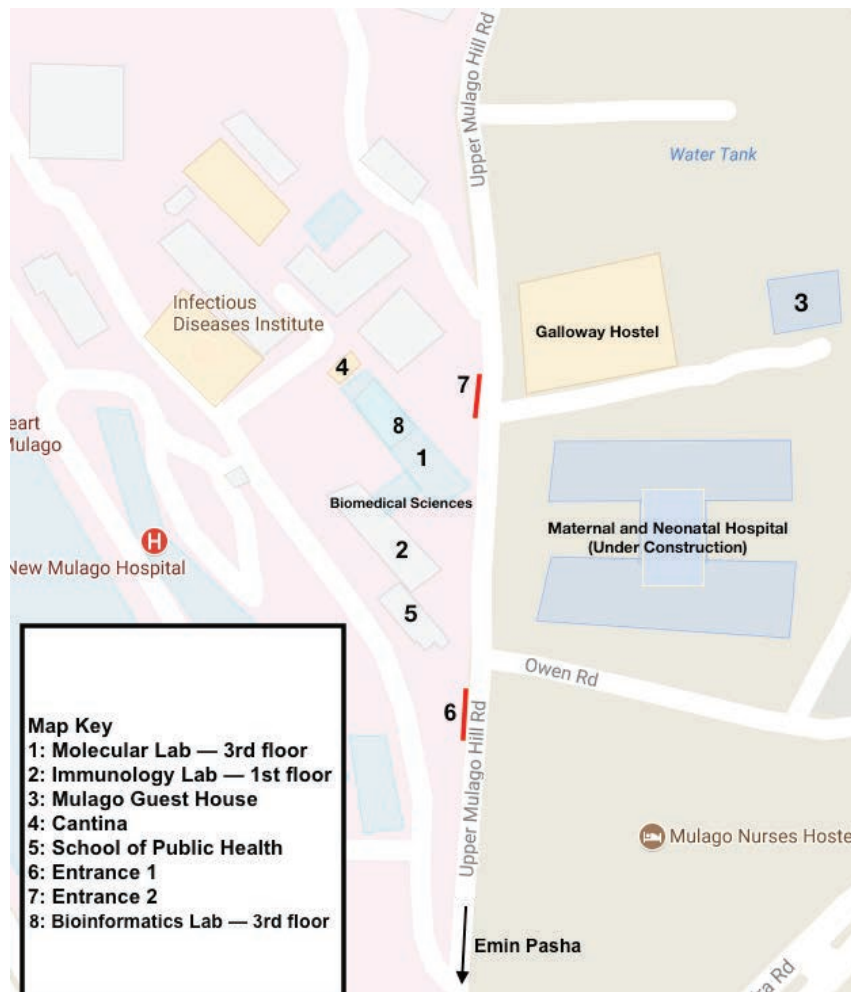 Upper Mulago Hill Rd
Water Tank
3
Infectious
Diseases Institute
Galloway Hostel
4
7
8
1
eart
Mulago
Biomedical Sciences
Maternal and Neonatal Hospital
(Under Construction)
2
H
New Mulago Hospital
5
Owen Rd
6
Upper Mulago Hill Rd
Map Key
1: Molecular Lab — 3rd floor
2: Immunology Lab — 1st floor
3: Mulago Guest House
4: Cantina
5: School of Public Health
6: Entrance 1
7: Entrance 2
8: Bioinformatics Lab — 3rd floor
Mulago Nurses Hoste
Emin Pasha
ra Rd